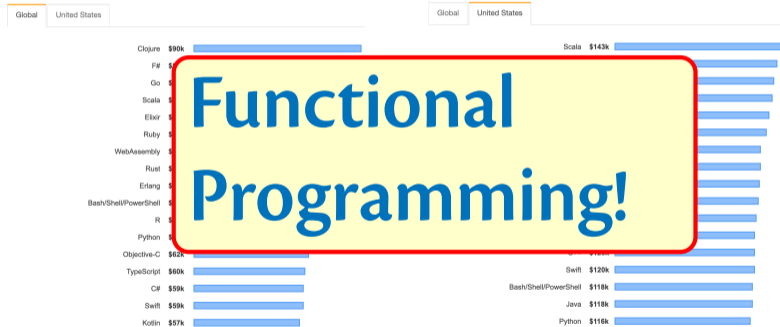 Global United States
Clojure $90k
F#
Go
Scala
Elixir
Ruby
WebAssembly
Rust
Erlang
Bash/Shell/PowerShell
R
Python
Objective-C $62k
TypeScript $60k
C# $59k
Swift $59k
Kotlin $57k
Functional
Programming!
Global United States
Scala $143k
Swift $120k
Bash/Shell/PowerShell $118k
Java $118k
Python $116k